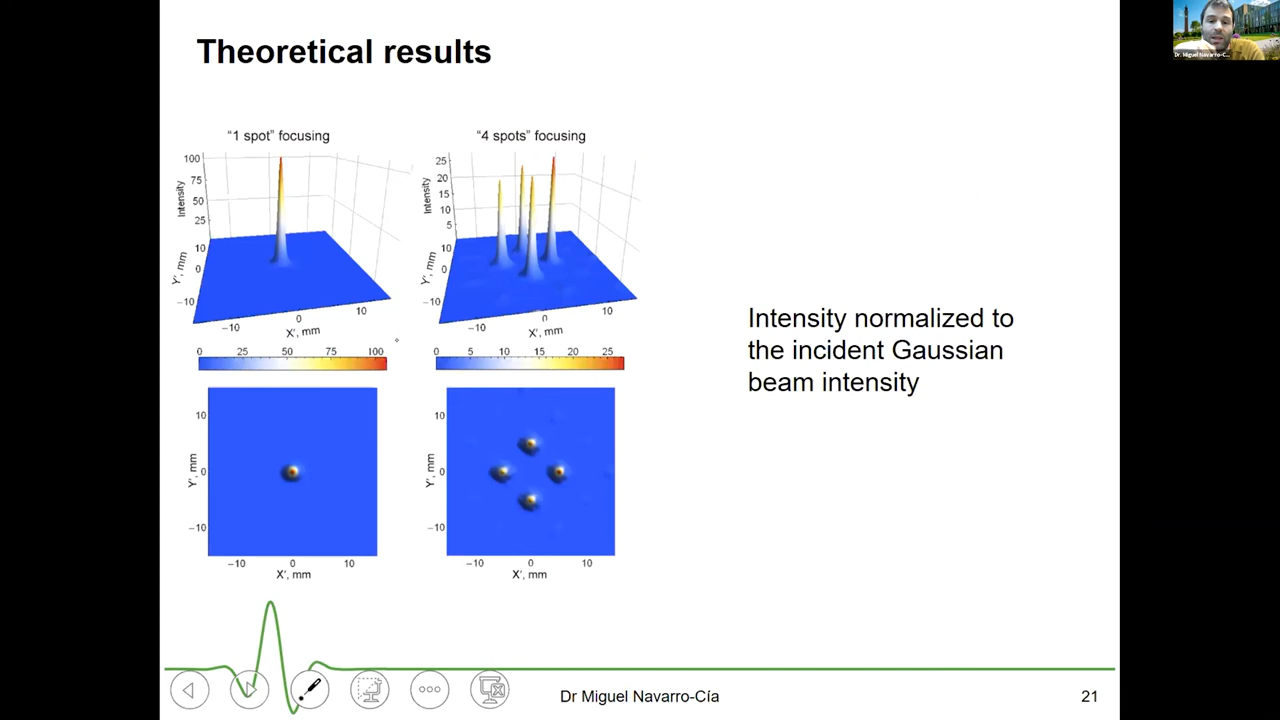 Theoretical results
Dr. Miguel Navarro-C...
"1 spot" focusing
100
75
50
25
Intensity
10
0
−10
Y', mm
−10
0
10
X', mm
0 25 50 75 100
10
0
−10
Y', mm
−10 0 10
X', mm
"4 spots" focusing
25
20
15
10
5
Intensity
10
0
−10
Y', mm
−10
0
10
X', mm
0 5 10 15 20 25
10
0
−10
Y', mm
−10 0 10
X', mm
Intensity normalized to
the incident Gaussian
beam intensity
Dr Miguel Navarro-Cía
21